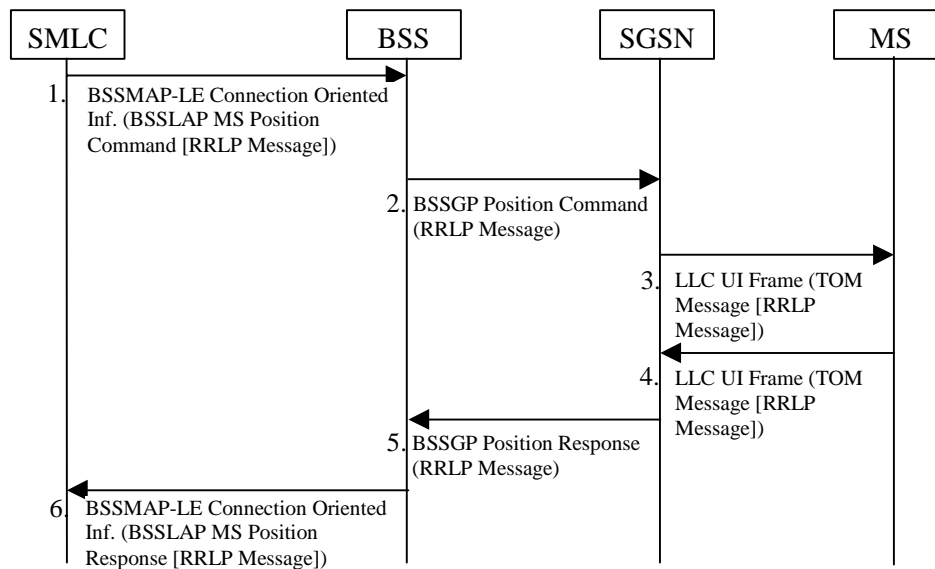 SMLC
BSS
SGSN
MS
1.
BSSMAP-LE Connection Oriented
Inf. (BSSLAP MS Position
Command [RRLP Message])
2.
BSSGP Position Command
(RRLP Message)
3.
LLC UI Frame (TOM
Message [RRLP
Message])
4.
LLC UI Frame (TOM
Message [RRLP
Message])
5.
BSSGP Position Response
(RRLP Message)
6.
BSSMAP-LE Connection Oriented
Inf. (BSSLAP MS Position
Response [RRLP Message])